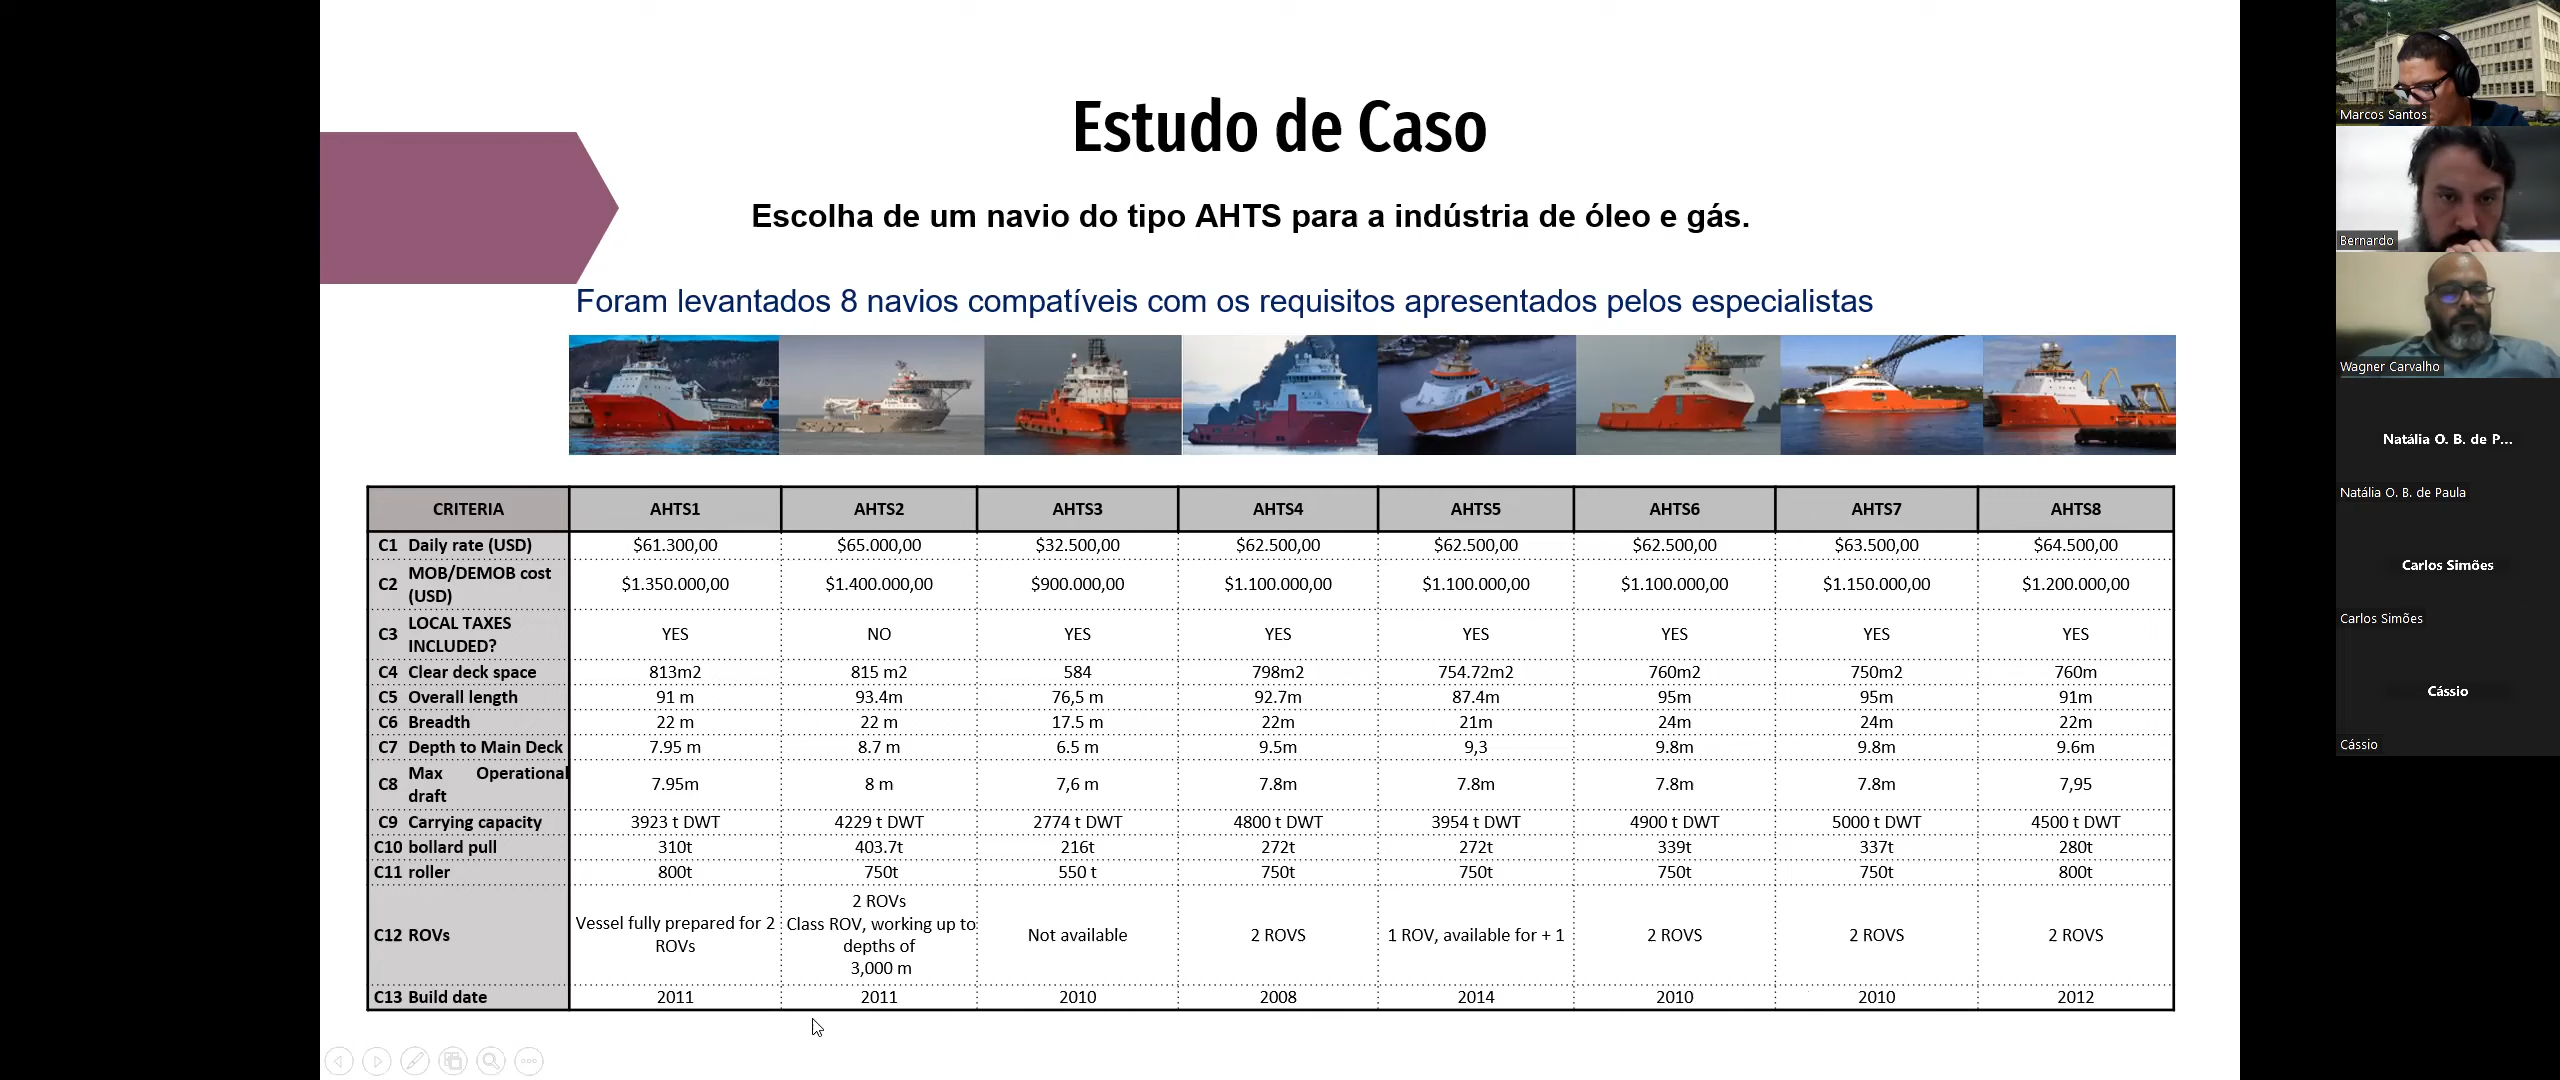 Estudo de Caso
Escolha de um navio do tipo AHTS para a indústria de óleo e gás.
Foram levantados 8 navios compatíveis com os requisitos apresentados pelos especialistas
CRITERIA AHTS1 AHTS2 AHTS3 AHTS4 AHTS5 AHTS6 AHTS7 AHTS8
C1 Daily rate (USD) $61.300,00 $65.000,00 $32.500,00 $62.500,00 $62.500,00 $62.500,00 $63.500,00 $64.500,00
C2 MOB/DEMOB cost
(USD) $1.350.000,00 $1.400.000,00 $900.000,00 $1.100.000,00 $1.100.000,00 $1.100.000,00 $1.150.000,00 $1.200.000,00
C3 LOCAL TAXES
INCLUDED? YES NO YES YES YES YES YES YES
C4 Clear deck space 813m2 815 m2 584 798m2 754.72m2 760m2 750m2 760m
C5 Overall length 91 m 93.4m 76,5 m 92.7m 87.4m 95m 95m 91m
C6 Breadth 22 m 22 m 17.5 m 22m 21m 24m 24m 22m
C7 Depth to Main Deck 7.95 m 8.7 m 6.5 m 9.5m 9,3 9.8m 9.8m 9.6m
C8 Max Operational
draft 7.95m 8 m 7,6 m 7.8m 7.8m 7.8m 7.8m 7,95
C9 Carrying capacity 3923 t DWT 4229 t DWT 2774 t DWT 4800 t DWT 3954 t DWT 4900 t DWT 5000 t DWT 4500 t DWT
C10 bollard pull 310t 403.7t 216t 272t 272t 339t 337t 280t
C11 roller 800t 750t 550 t 750t 750t 750t 750t 800t
C12 ROVs
Vessel fully prepared for 2
ROVs
2 ROVs
Class ROV, working up to
depths of
3,000 m
Not available
2 ROVS
1 ROV, available for + 1
2 ROVS
2 ROVS
2 ROVS
C13 Build date 2011 2011 2010 2008 2014 2010 2010 2012
Marcos Santos
Bernardo
Wagner Carvalho
Natália O. B. de P...
Natália O. B. de Paula
Carlos Simões
Carlos Simões
Cássio
Cássio